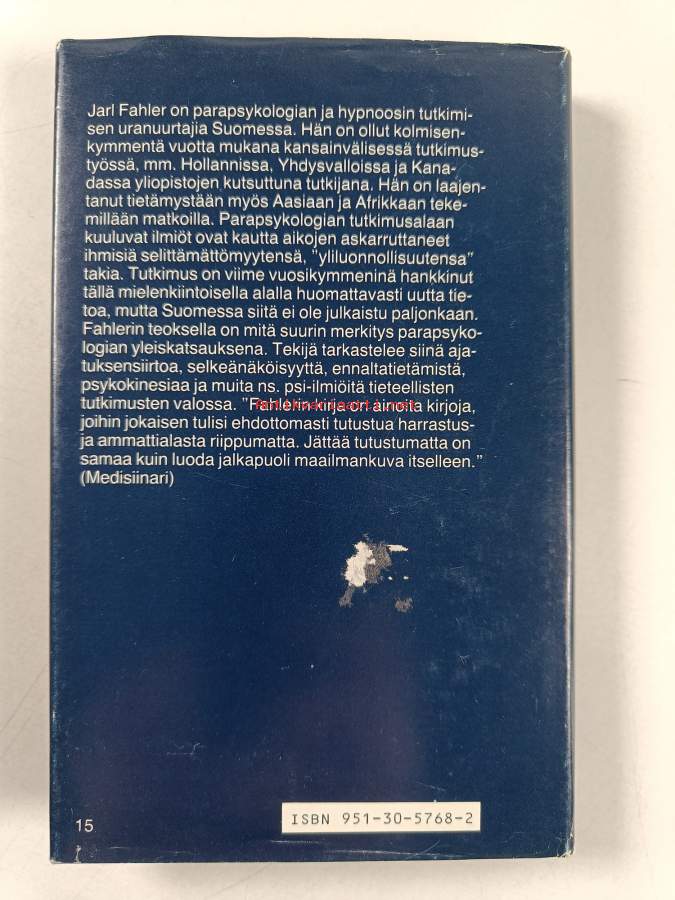 Jarl Fahler on parapsykologian ja hypnoosin tutkimi-
sen uranuurtajia Suomessa. Hän on ollut kolmisen-
kymmentä vuotta mukana kansainvälisessä tutkimus-
työssä, mm. Hollannissa, Yhdysvalloissa ja Kana-
dassa yliopistojen kutsuttuna tutkijana. Hän on laajen-
tanut tietämystään myös Aasiaan ja Afrikkaan teke-
millään matkoilla. Parapsykologian tutkimusalaan
kuuluvat ilmiöt ovat kautta aikojen askarruttaneet
ihmisiä selittämättömyytensä, "yliluonnollisuutensa"
takia. Tutkimus on viime vuosikymmeninä hankkinut
tällä mielenkiintoisella alalla huomattavasti uutta tie-
toa, mutta Suomessa siitä ei ole julkaistu paljonkaan.
Fahlerin teoksella on mitä suurin merkitys parapsyko-
logian yleiskatsauksena. Tekijä tarkastelee siinä aja-
tuksensiirtoa, selkeänäköisyyttä, ennaltatietämistä,
psykokinesiaa ja muita ns. psi-ilmiöitä tieteellisten
tutkimusten valossa. "Fahlerin kirja on ainoita kirjoja,
joihin jokaisen tulisi ehdottomasti tutustua harrastus-
ja ammattialasta riippumatta. Jättää tutustumatta on
samaa kuin luoda jalkapuoli maailmankuva itselleen."
(Medisiinari)
15
ISBN 951-30-5768-2